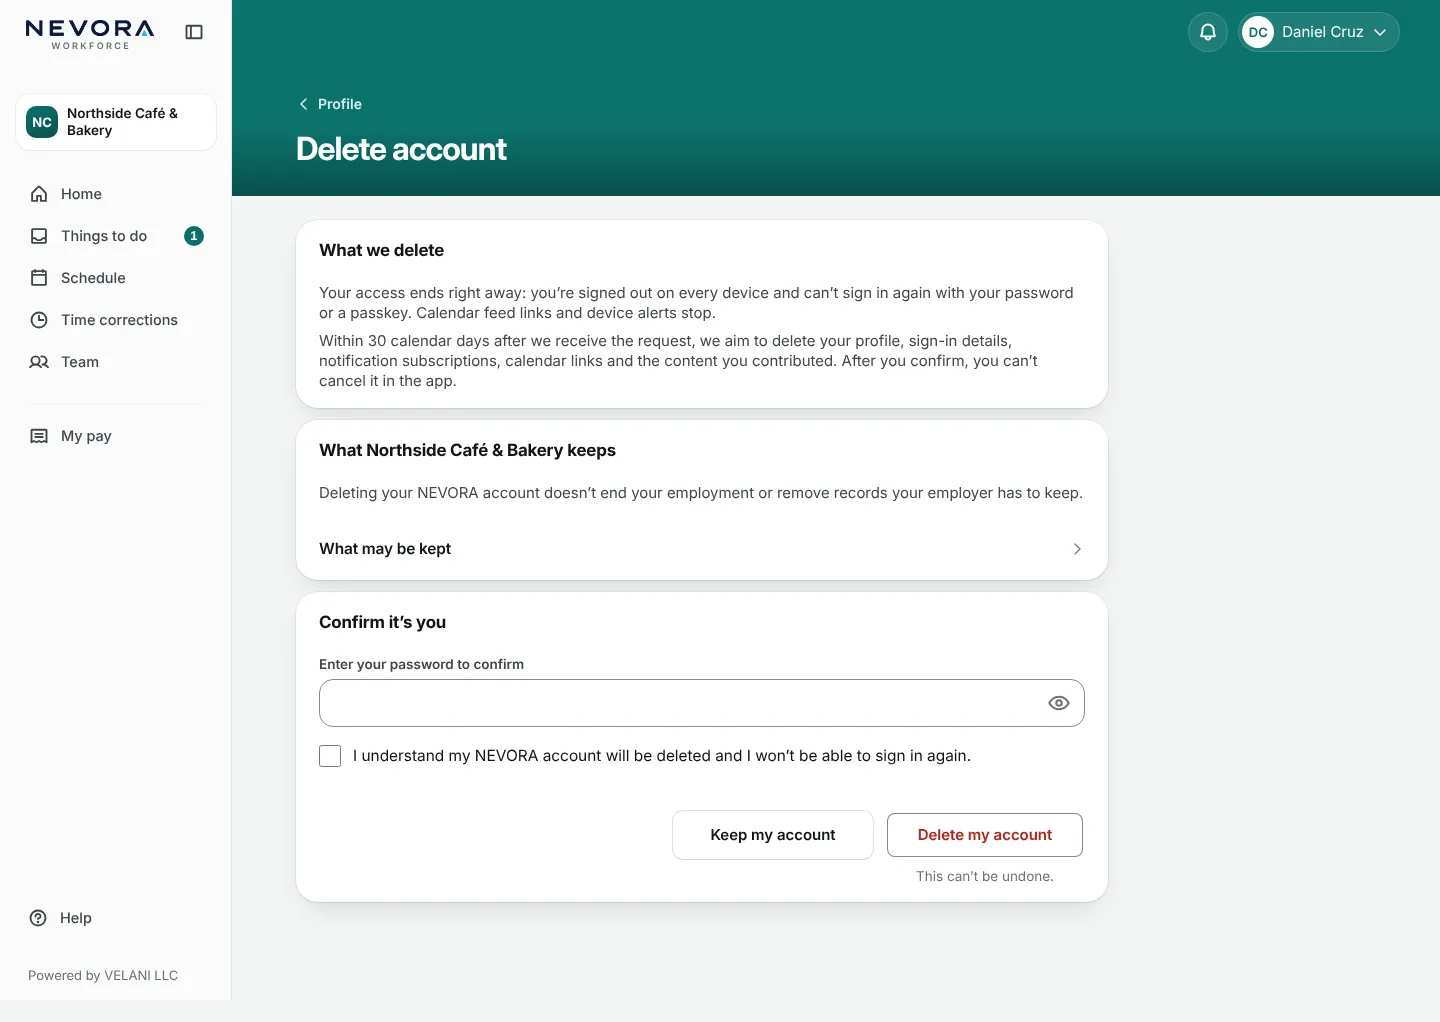 NEVORA
WORKFORCE
NC
Northside Café &
Bakery
Home
Things to do
1
Schedule
Time corrections
Team
My pay
Help
Powered by VELANI LLC
DC
Daniel Cruz
Profile
Delete account
What we delete
Your access ends right away: you’re signed out on every device and can’t sign in again with your password
or a passkey. Calendar feed links and device alerts stop.
Within 30 calendar days after we receive the request, we aim to delete your profile, sign-in details,
notification subscriptions, calendar links and the content you contributed. After you confirm, you can’t
cancel it in the app.
What Northside Café & Bakery keeps
Deleting your NEVORA account doesn’t end your employment or remove records your employer has to keep.
What may be kept
Confirm it’s you
Enter your password to confirm
I understand my NEVORA account will be deleted and I won’t be able to sign in again.
Keep my account
Delete my account
This can’t be undone.